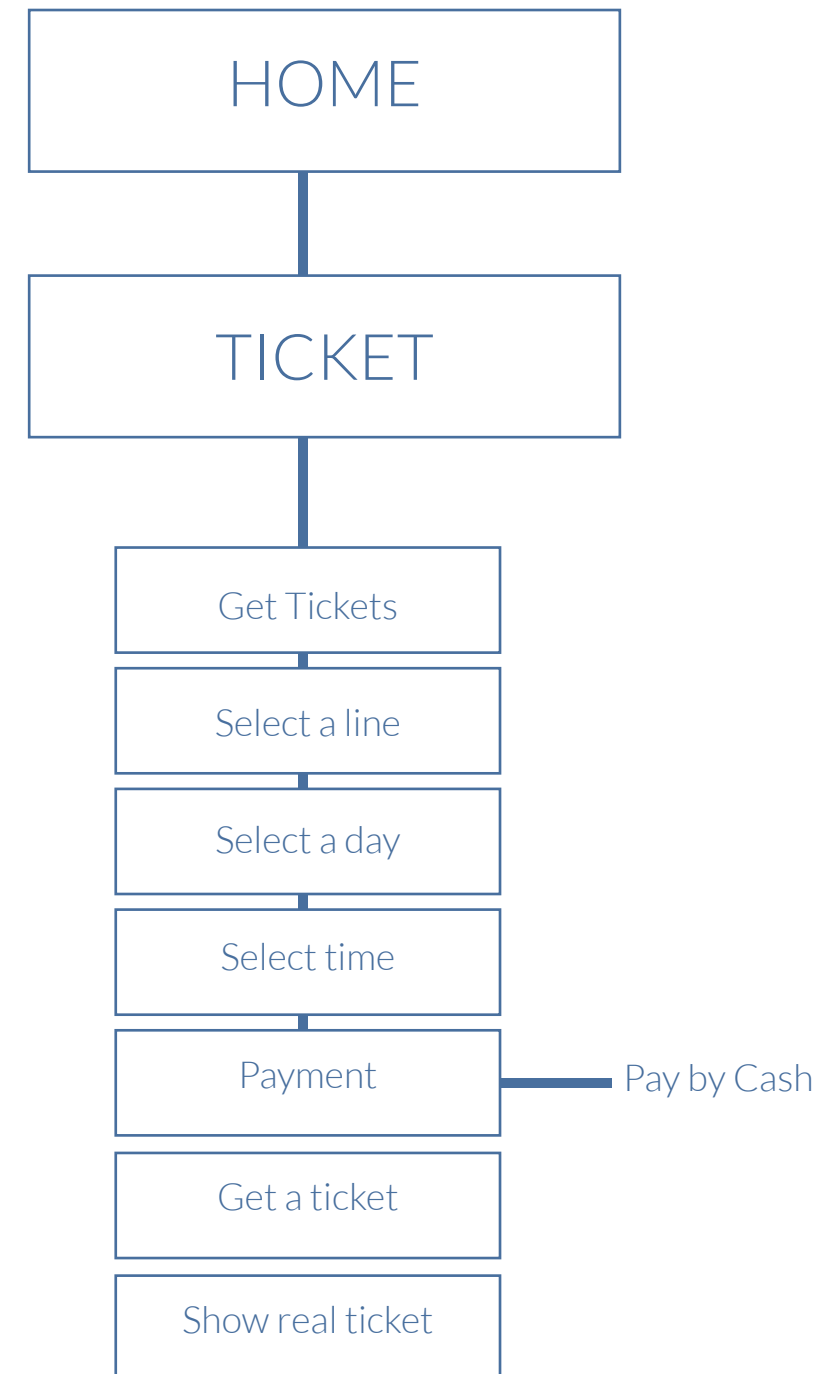 HOME
TICKET
Get Tickets
Select a line
Select a day
Select time
Payment
Pay by Cash
Get a ticket
Show real ticket